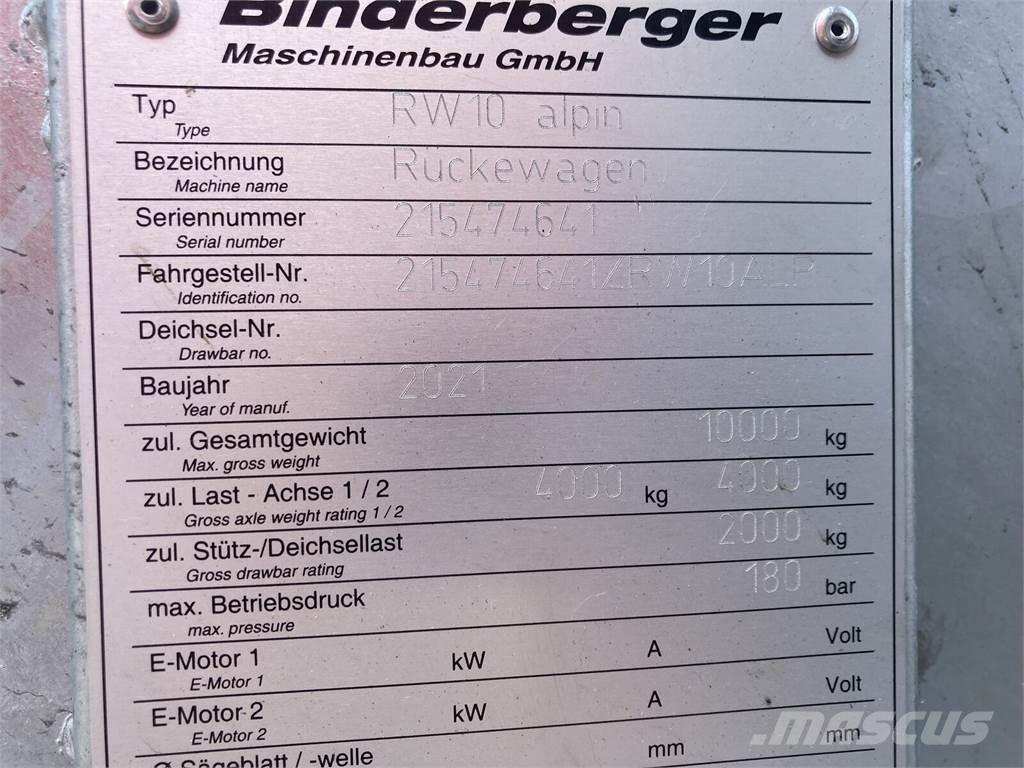 Binderberger
Maschinenbau GmbH
Typ RW10 alpin
Type
Bezeichnung Rückewagen
Machine name
Seriennummer 215474641
Serial number
Fahrgestell-Nr. 215474641ZRW10ALP
Identification no.
Deichsel-Nr.
Drawbar no.
Baujahr 2021
Year of manuf.
zul. Gesamtgewicht 10000 kg
Max. gross weight
zul. Last - Achse 1 / 2 4000 kg 4000 kg
Gross axle weight rating 1 / 2
zul. Stütz-/Deichsellast 2000 kg
Gross drawbar rating
max. Betriebsdruck 180 bar
max. pressure
E-Motor 1 kW A Volt
E-Motor 1
E-Motor 2 kW A Volt
E-Motor 2
Ø Sägeblatt / -welle mm mm
mascus